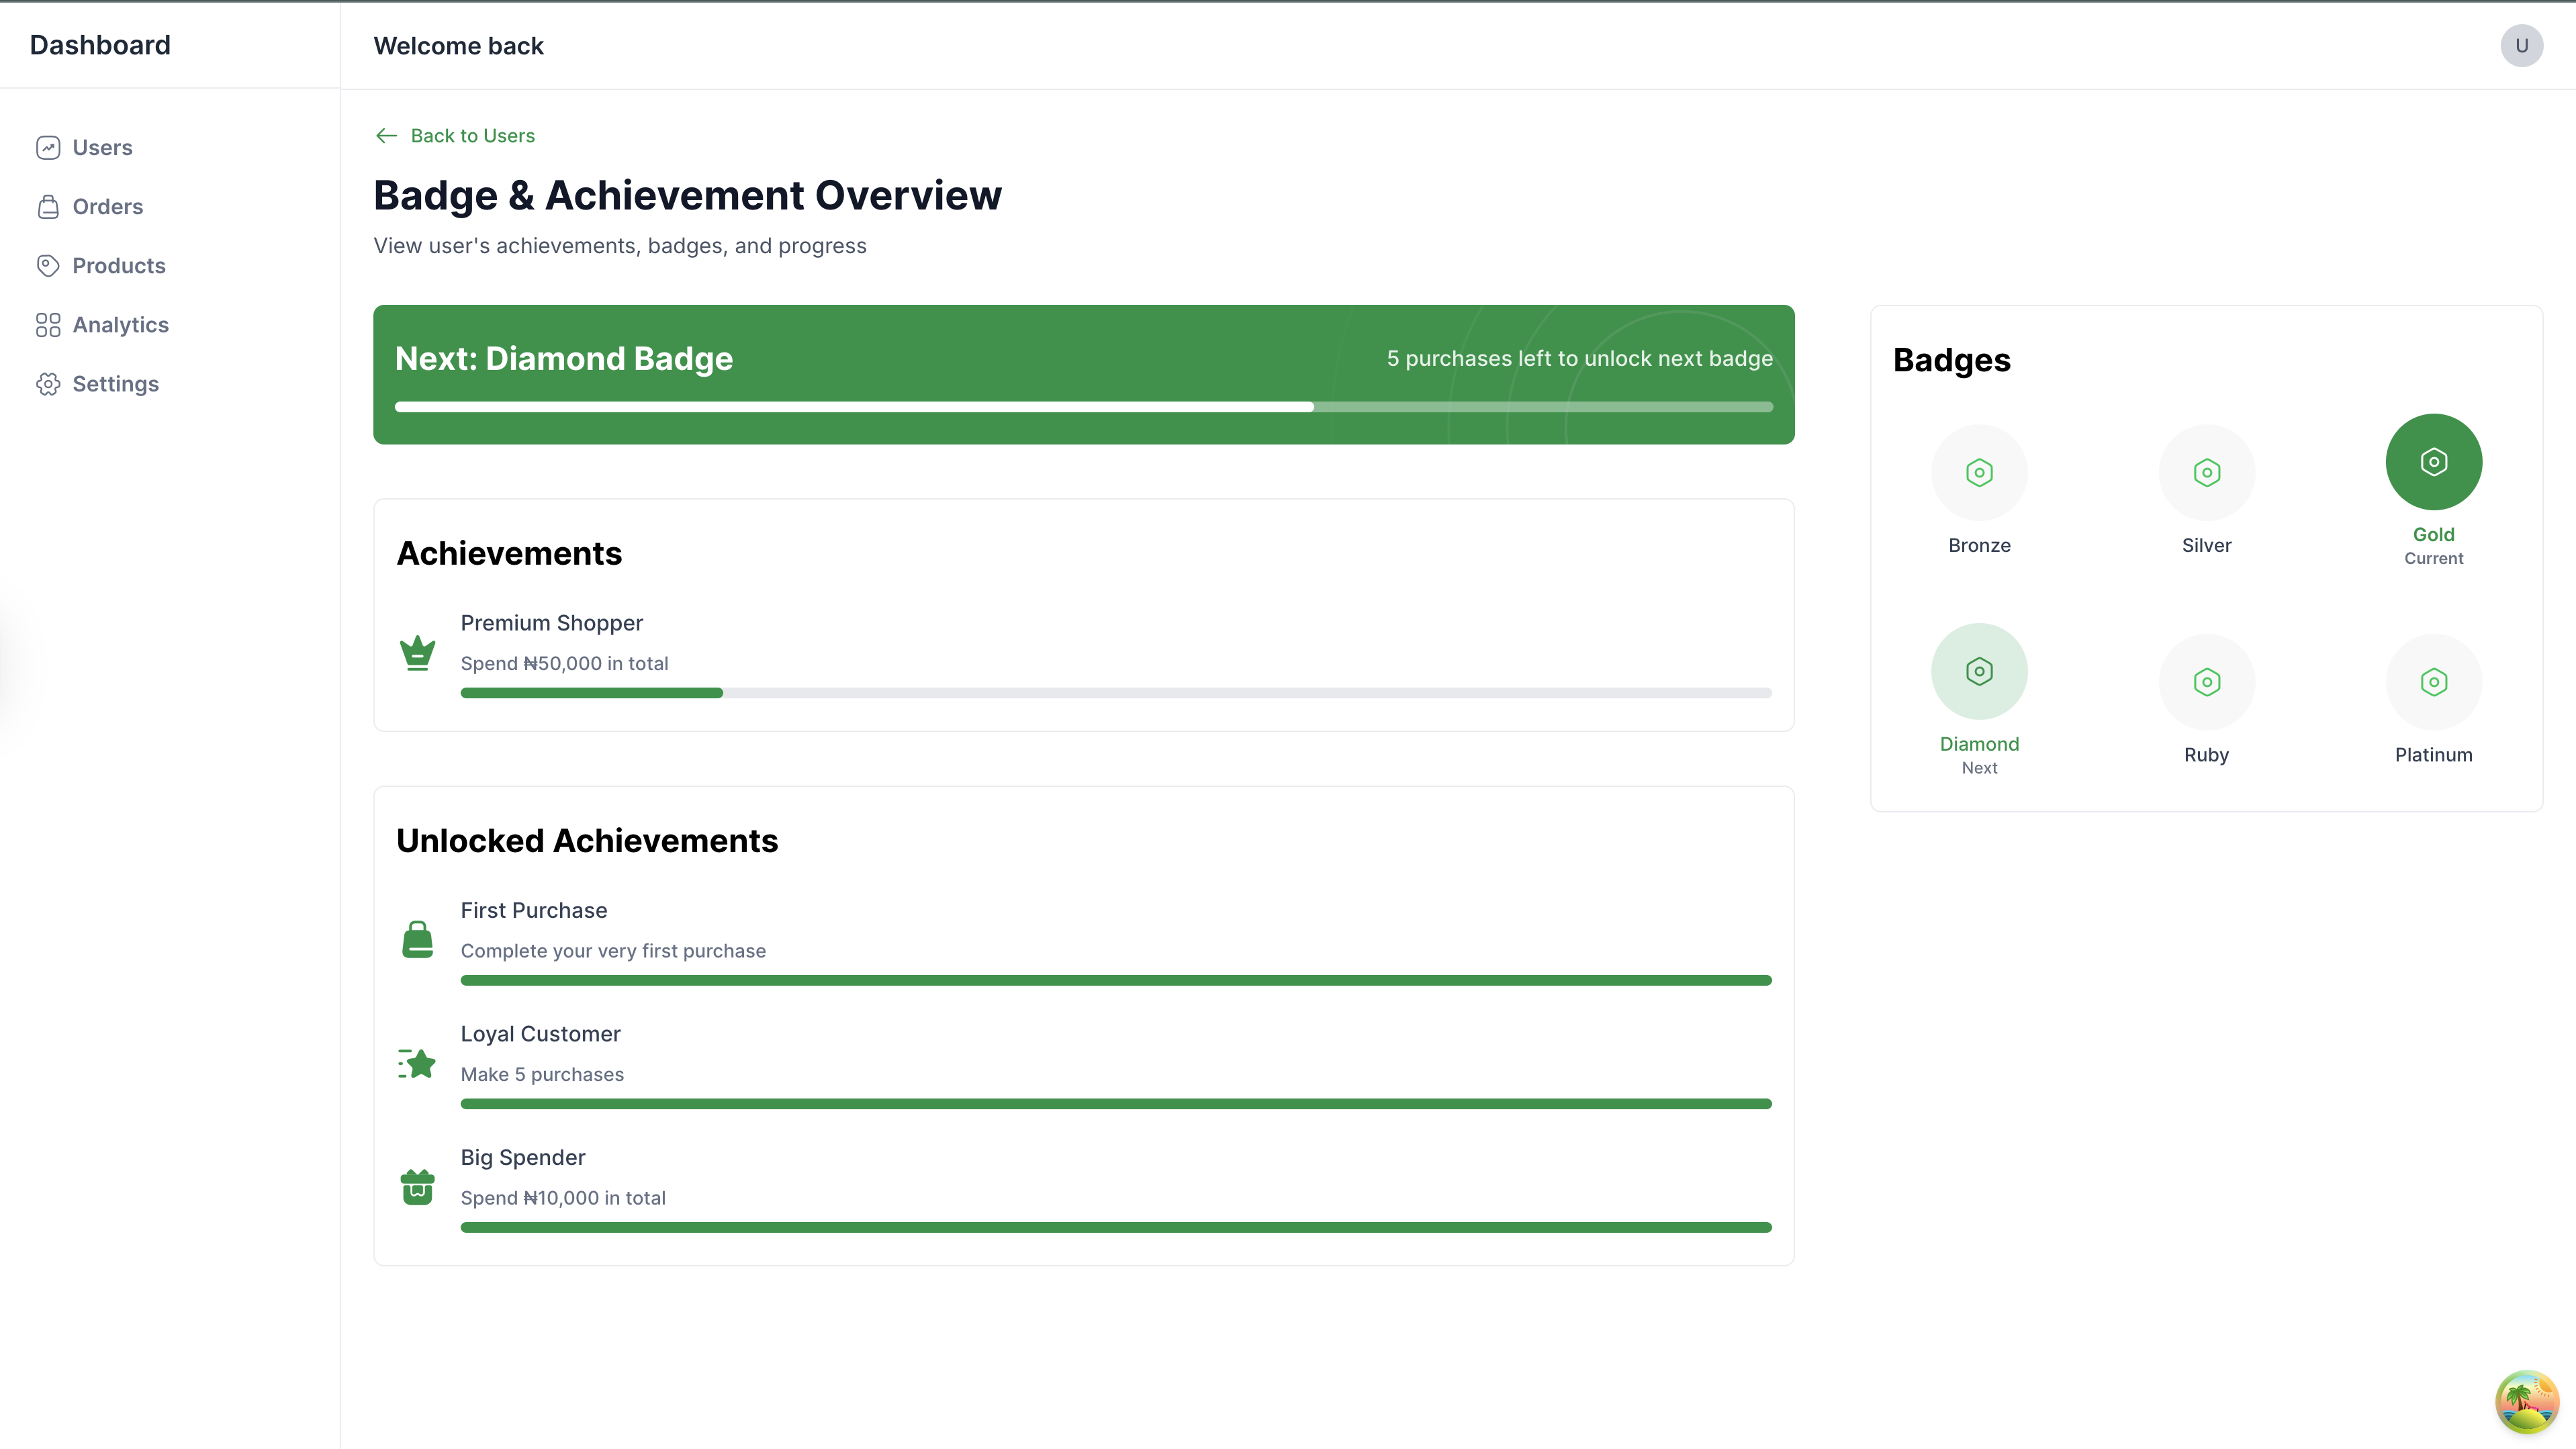 Dashboard
Users
Orders
Products
Analytics
Settings
Welcome back
U
Back to Users
Badge & Achievement Overview
View user's achievements, badges, and progress
Next: Diamond Badge
5 purchases left to unlock next badge
Achievements
Premium Shopper
Spend ₦50,000 in total
Unlocked Achievements
First Purchase
Complete your very first purchase
Loyal Customer
Make 5 purchases
Big Spender
Spend ₦10,000 in total
Badges
Bronze
Silver
Gold
Current
Diamond
Next
Ruby
Platinum